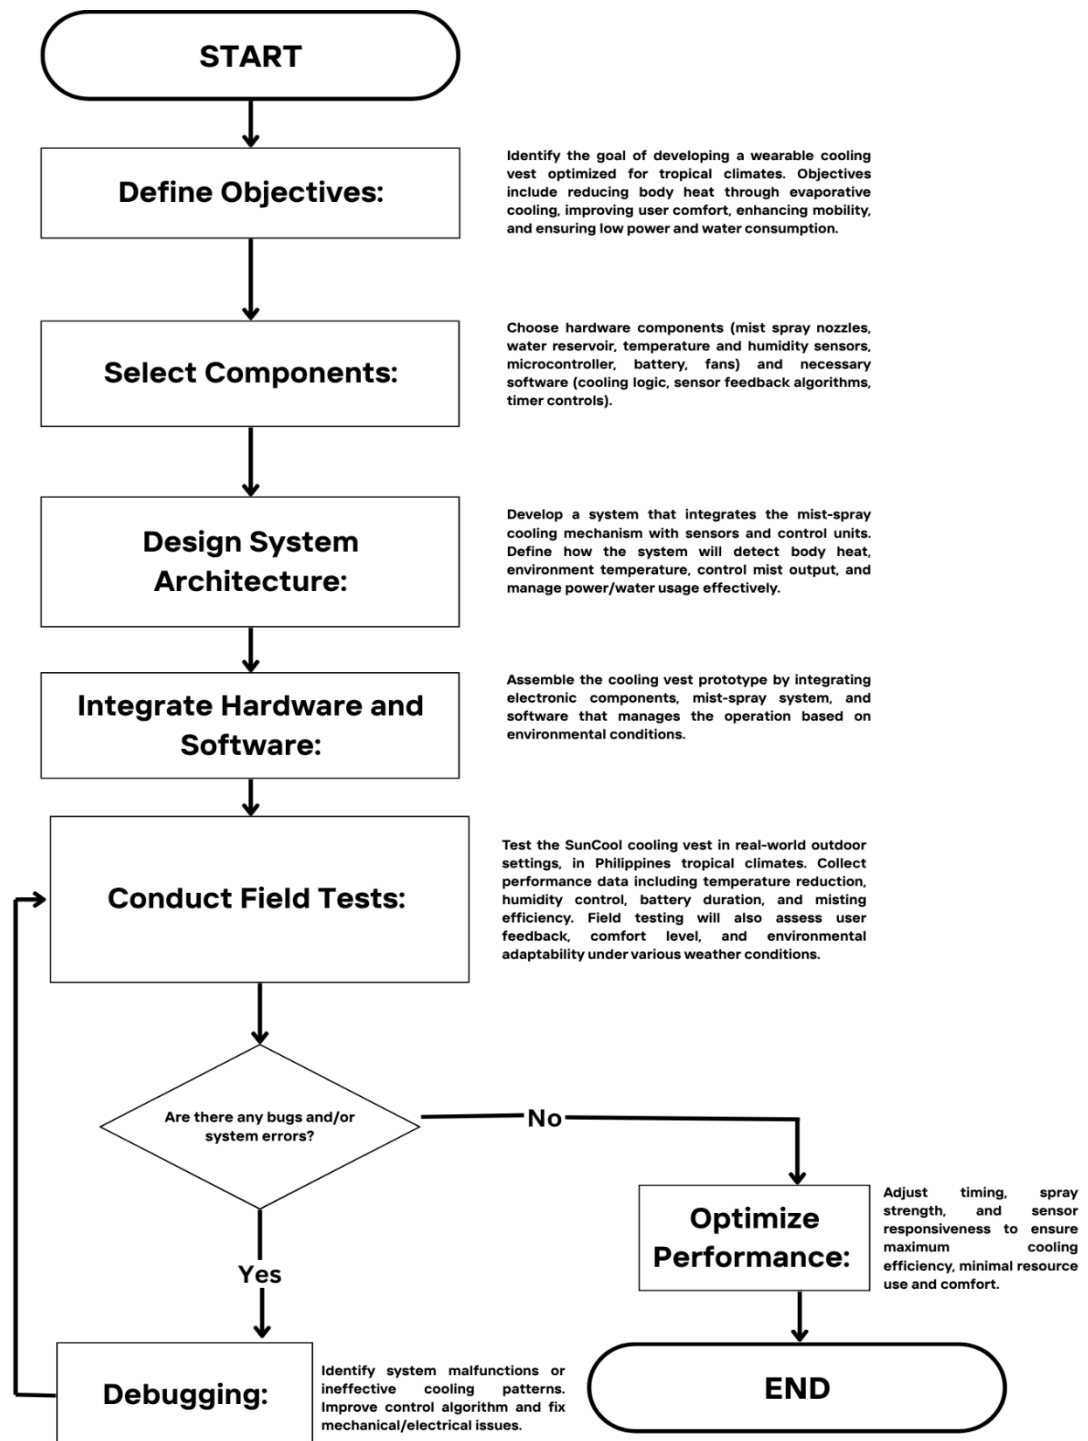 START
Define Objectives:
Identify the goal of developing a wearable cooling
vest optimized for tropical climates. Objectives
include reducing body heat through evaporative
cooling, improving user comfort, enhancing mobility,
and ensuring low power and water consumption.
Select Components:
Choose hardware components (mist spray nozzles,
water reservoir, temperature and humidity sensors,
microcontroller, battery, fans) and necessary
software (cooling logic, sensor feedback algorithms,
timer controls).
Design System
Architecture:
Develop a system that integrates the mist-spray
cooling mechanism with sensors and control units.
Define how the system will detect body heat,
environment temperature, control mist output, and
manage power/water usage effectively.
Integrate Hardware and
Software:
Assemble the cooling vest prototype by integrating
electronic components, mist-spray system, and
software that manages the operation based on
environmental conditions.
Conduct Field Tests:
Test the SunCool cooling vest in real-world outdoor
settings, in Philippines tropical climates. Collect
performance data including temperature reduction,
humidity control, battery duration, and misting
efficiency. Field testing will also assess user
feedback, comfort level, and environmental
adaptability under various weather conditions.
Are there any bugs and/or
system errors?
No
Optimize
Performance:
Adjust timing, spray
strength, and sensor
responsiveness to ensure
maximum cooling
efficiency, minimal resource
use and comfort.
Yes
Debugging:
Identify system malfunctions or
ineffective cooling patterns.
Improve control algorithm and fix
mechanical/electrical issues.
END